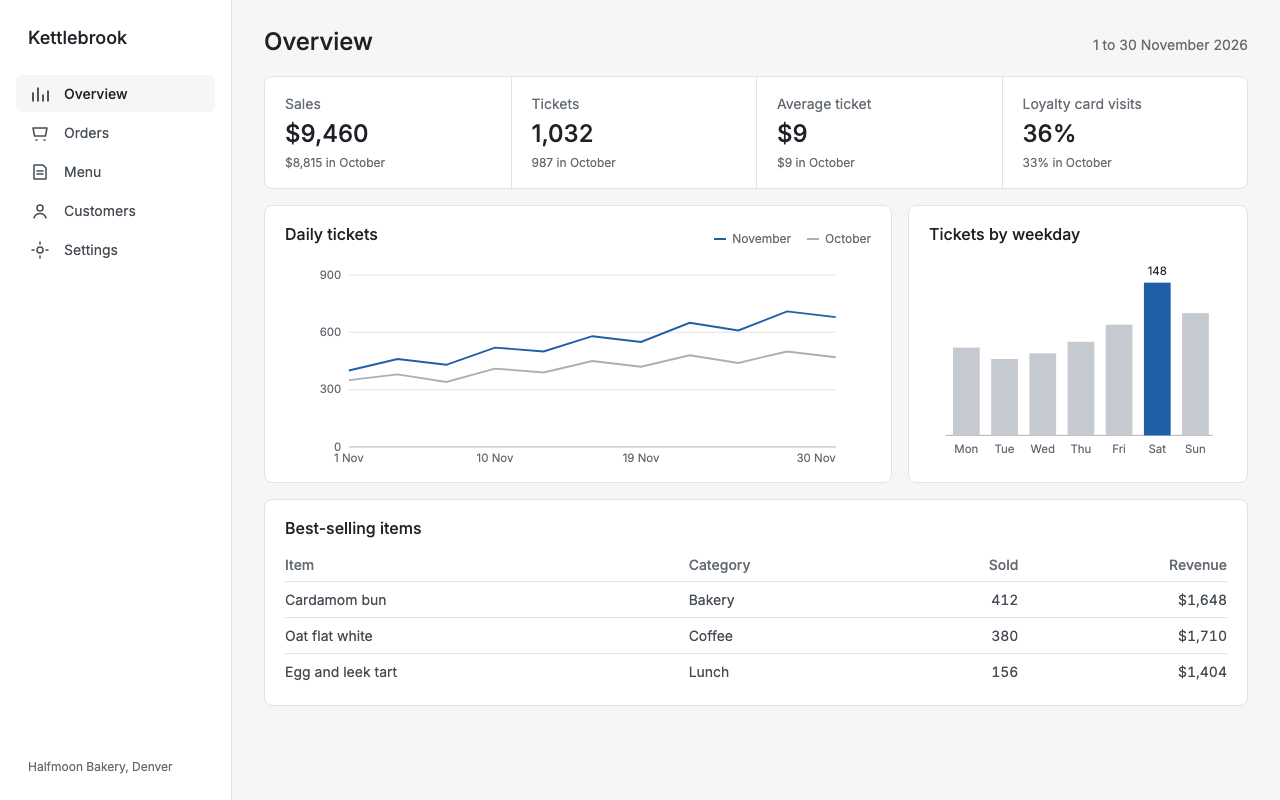 Kettlebrook
Overview
Orders
Menu
Customers
Settings
Halfmoon Bakery, Denver
Overview
1 to 30 November 2026
Sales
$9,460
$8,815 in October
Tickets
1,032
987 in October
Average ticket
$9
$9 in October
Loyalty card visits
36%
33% in October
Daily tickets
November
October
900
600
300
0
1 Nov
10 Nov
19 Nov
30 Nov
Tickets by weekday
148
Mon
Tue
Wed
Thu
Fri
Sat
Sun
Best-selling items
Item Category Sold Revenue
Cardamom bun Bakery 412 $1,648
Oat flat white Coffee 380 $1,710
Egg and leek tart Lunch 156 $1,404